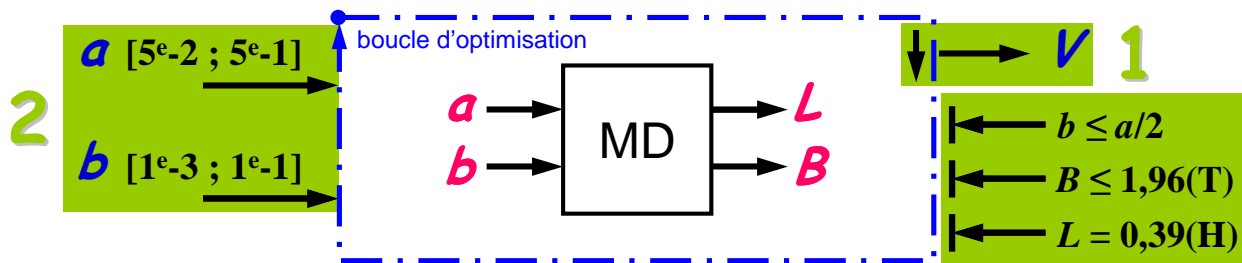 2
a [5ᵉ-2 ; 5ᵉ-1]
b [1ᵉ-3 ; 1ᵉ-1]
boucle d'optimisation
a
b
MD
L
B
V
1
b ≤ a/2
B ≤ 1,96(T)
L = 0,39(H)